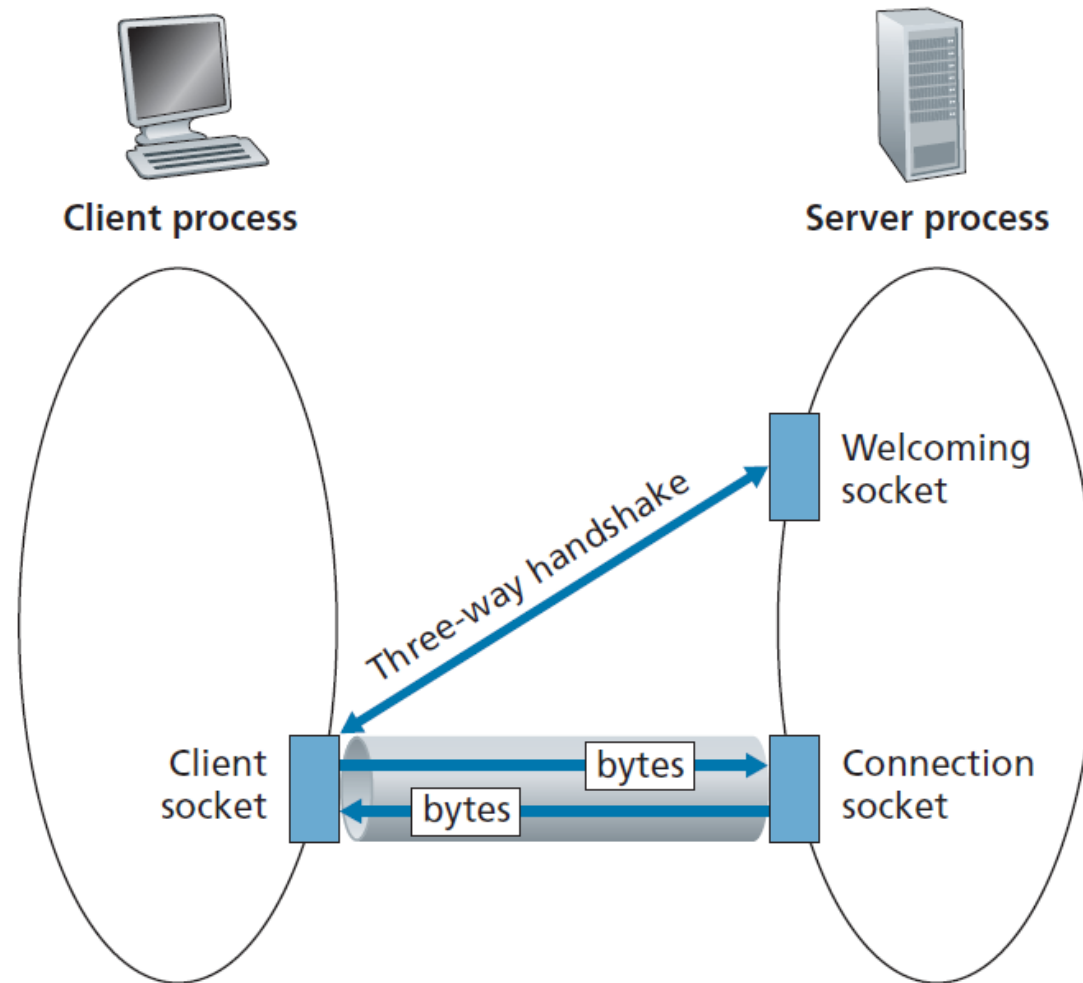 Client process
Server process
Welcoming
socket
Three-way handshake
Client
socket
bytes
bytes
Connection
socket